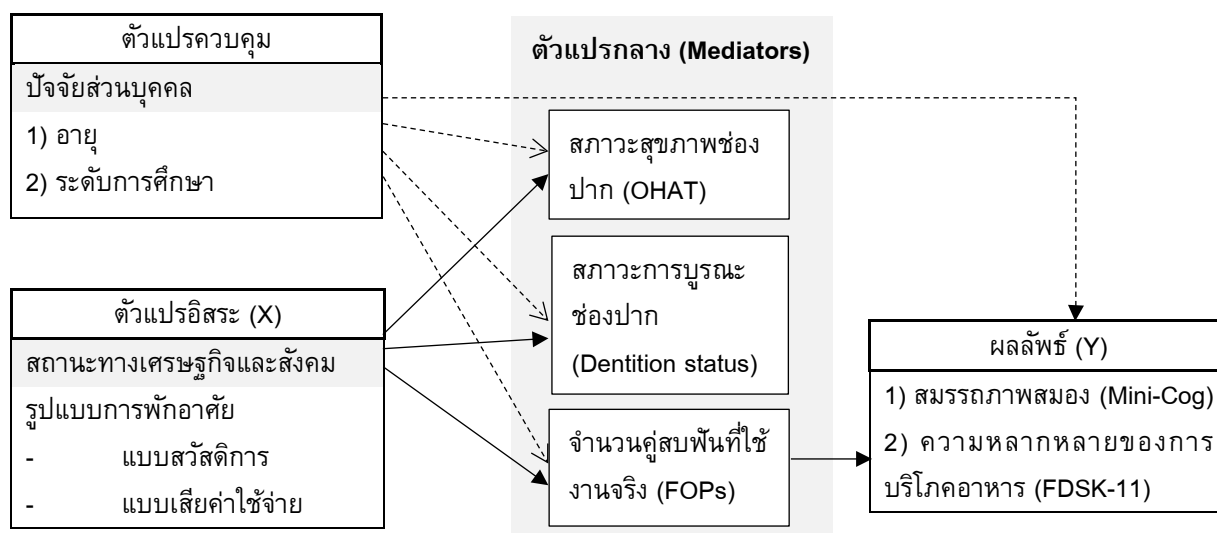 ตัวแปรควบคุม
ปัจจัยส่วนบุคคล
1) อายุ
2) ระดับการศึกษา
ตัวแปรอิสระ (X)
สถานะทางเศรษฐกิจและสังคม
รูปแบบการพักอาศัย
- แบบสวัสดิการ
- แบบเสียค่าใช้จ่าย
ตัวแปรกลาง (Mediators)
สภาวะสุขภาพช่อง
ปาก (OHAT)
สภาวะการบูรณะ
ช่องปาก
(Dentition status)
จำนวนคู่สบฟันที่ใช้
งานจริง (FOPs)
ผลลัพธ์ (Y)
1) สมรรถภาพสมอง (Mini-Cog)
2) ความหลากหลายของการ
บริโภคอาหาร (FDSK-11)